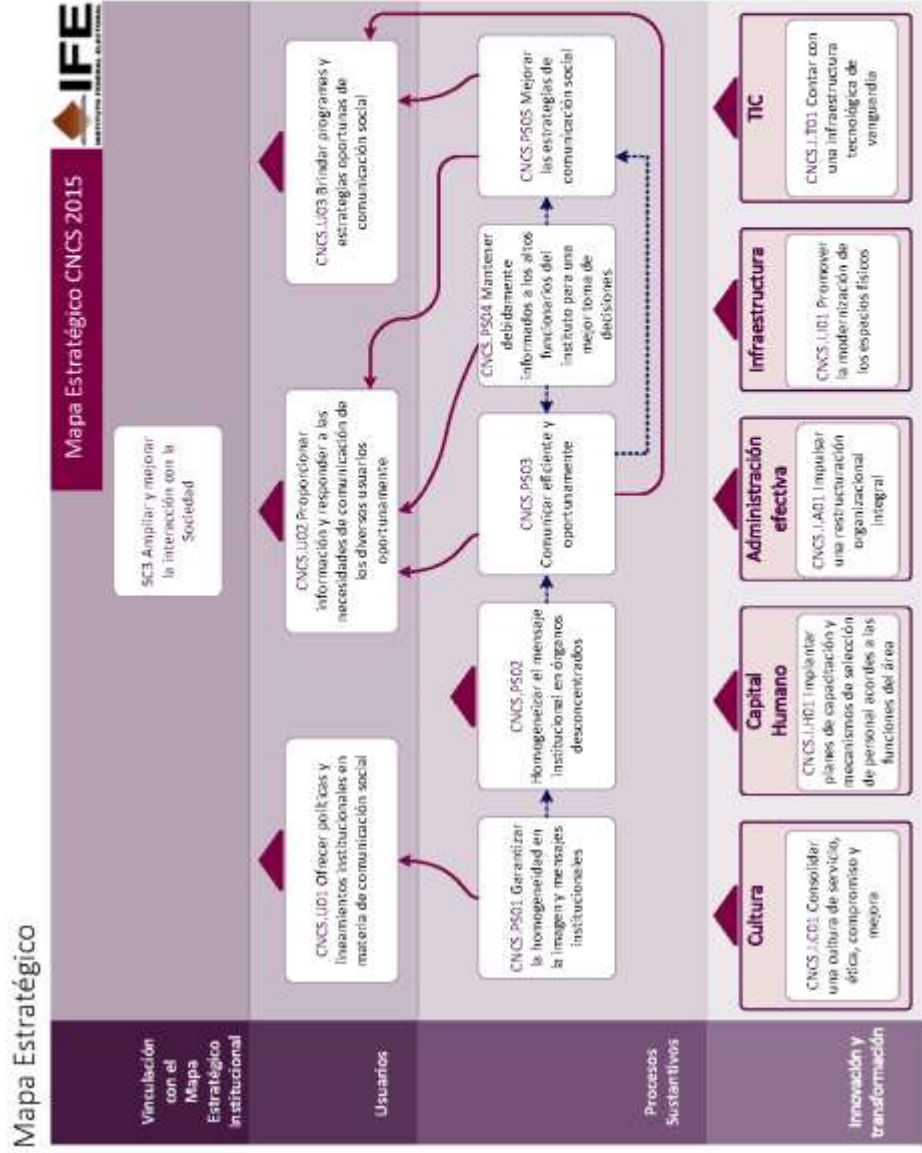 Mapa Estratégico
Mapa Estratégico CNCS 2015
IFE
INSTITUTO FEDERAL ELECTORAL
Vinculación
con el
Mapa
Estratégico
Institucional
SC3 Ampliar y mejorar
la interacción con la
Sociedad
Usuarios
CNCS.U01 Ofrecer políticas y
lineamientos institucionales en
materia de comunicación social
CNCS.U02 Proporcionar
información y responder a las
necesidades de comunicación de
los diversos usuarios
oportunamente
CNCS.U03 Brindar programas y
estrategias oportunas de
comunicación social
Procesos
Sustantivos
CNCS.PS01 Garantizar
la homogeneidad en
la imagen y mensajes
institucionales
CNCS.PS02
Homogeneizar el mensaje
institucional en órganos
desconcentrados
CNCS.PS03
Comunicar eficiente y
oportunamente
CNCS.PS04 Mantener
debidamente
informados a los altos
funcionarios del
instituto para una
mejor toma de
decisiones
CNCS.PS05 Mejorar
las estrategias de
comunicación social
Innovación y
transformación
Cultura
CNCS.I.C01 Consolidar
una cultura de servicio,
ética, compromiso y
mejora
Capital
Humano
CNCS.I.H01 Implantar
planes de capacitación y
mecanismos de selección
de personal acordes a las
funciones del área
Administración
efectiva
CNCS.I.A01 Impulsar
una restructuración
organizacional
integral
Infraestructura
CNCS.I.I01 Promover
la modernización de
los espacios físicos
TIC
CNCS.I.T01 Contar con
una infraestructura
tecnológica de
vanguardia